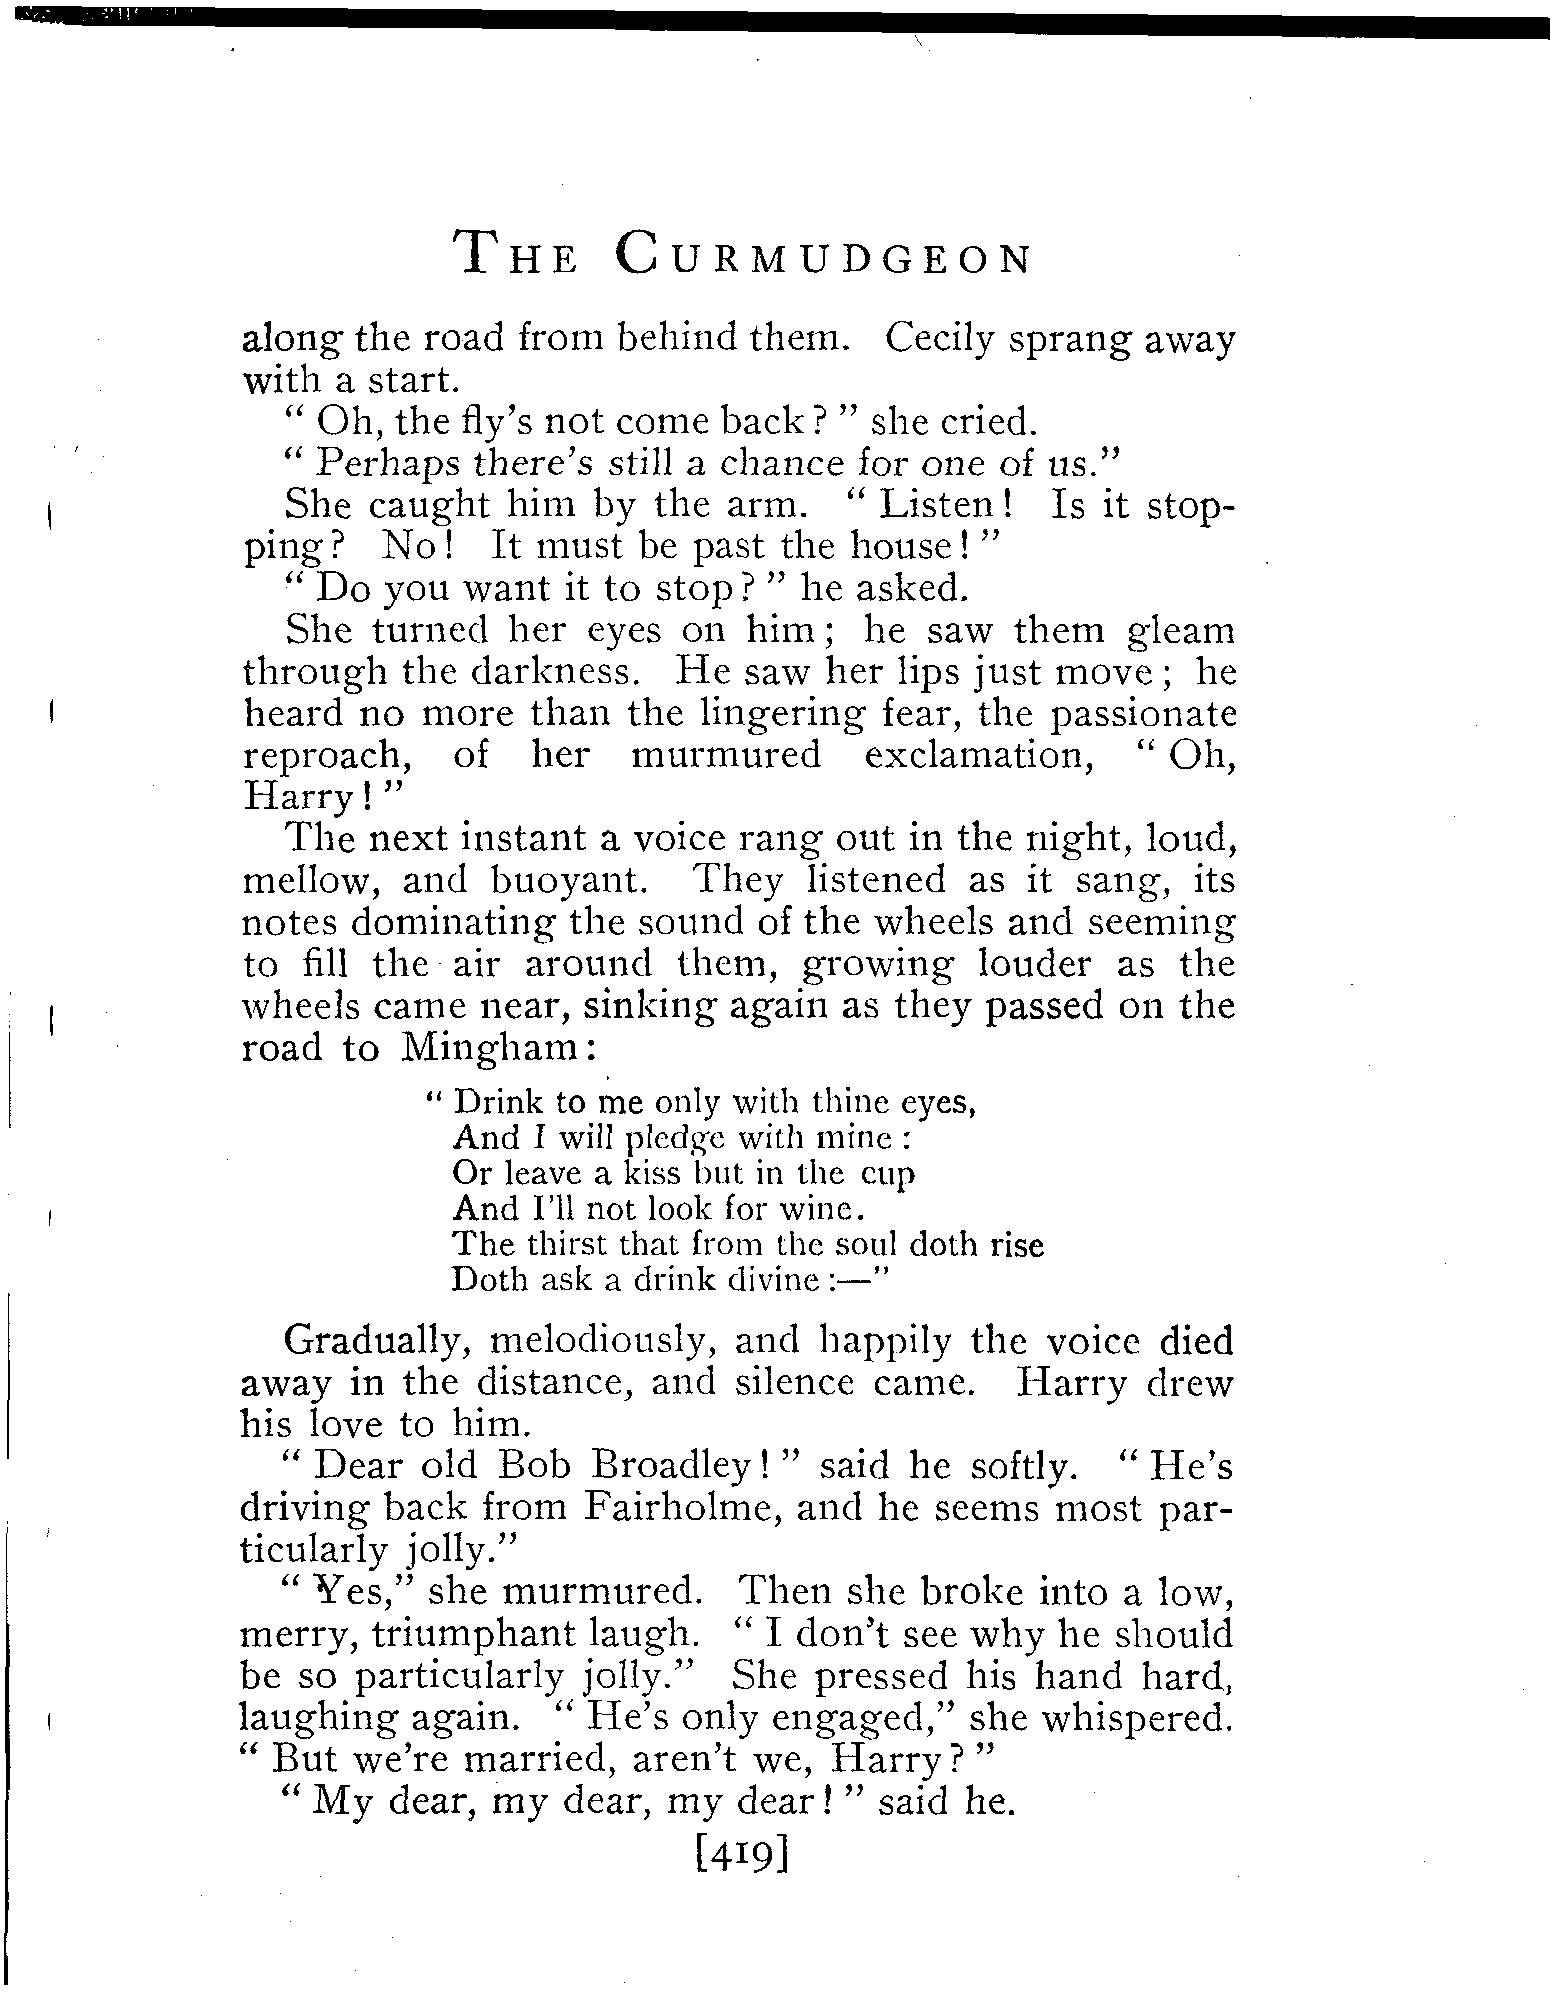 THE CURMUDGEON
along the road from behind them. Cecily sprang away
with a start.
“ Oh, the fly’s not come back ? ” she cried.
“ Perhaps there’s still a chance for one of us.”
She caught him by the arm. “ Listen ! Is it stop-
ping ? No ! It must be past the house ! ”
“ Do you want it to stop ? ” he asked.
She turned her eyes on him ; he saw them gleam
through the darkness. He saw her lips just move ; he
heard no more than the lingering fear, the passionate
reproach, of her murmured exclamation, “ Oh,
Harry ! ”
The next instant a voice rang out in the night, loud,
mellow, and buoyant. They listened as it sang, its
notes dominating the sound of the wheels and seeming
to fill the air around them, growing louder as the
wheels came near, sinking again as they passed on the
road to Mingham :
“ Drink to me only with thine eyes,
And I will pledge with mine :
Or leave a kiss but in the cup
And I’ll not look for wine.
The thirst that from the soul doth rise
Doth ask a drink divine :—”
Gradually, melodiously, and happily the voice died
away in the distance, and silence came. Harry drew
his love to him.
“ Dear old Bob Broadley ! ” said he softly. “ He’s
driving back from Fairholme, and he seems most par-
ticularly jolly.”
“ Yes,” she murmured. Then she broke into a low,
merry, triumphant laugh. “ I don’t see why he should
be so particularly jolly.” She pressed his hand hard,
laughing again. “ He’s only engaged,” she whispered.
“ But we’re married, aren’t we, Harry ? ”
“ My dear, my dear, my dear ! ” said he.
[419]